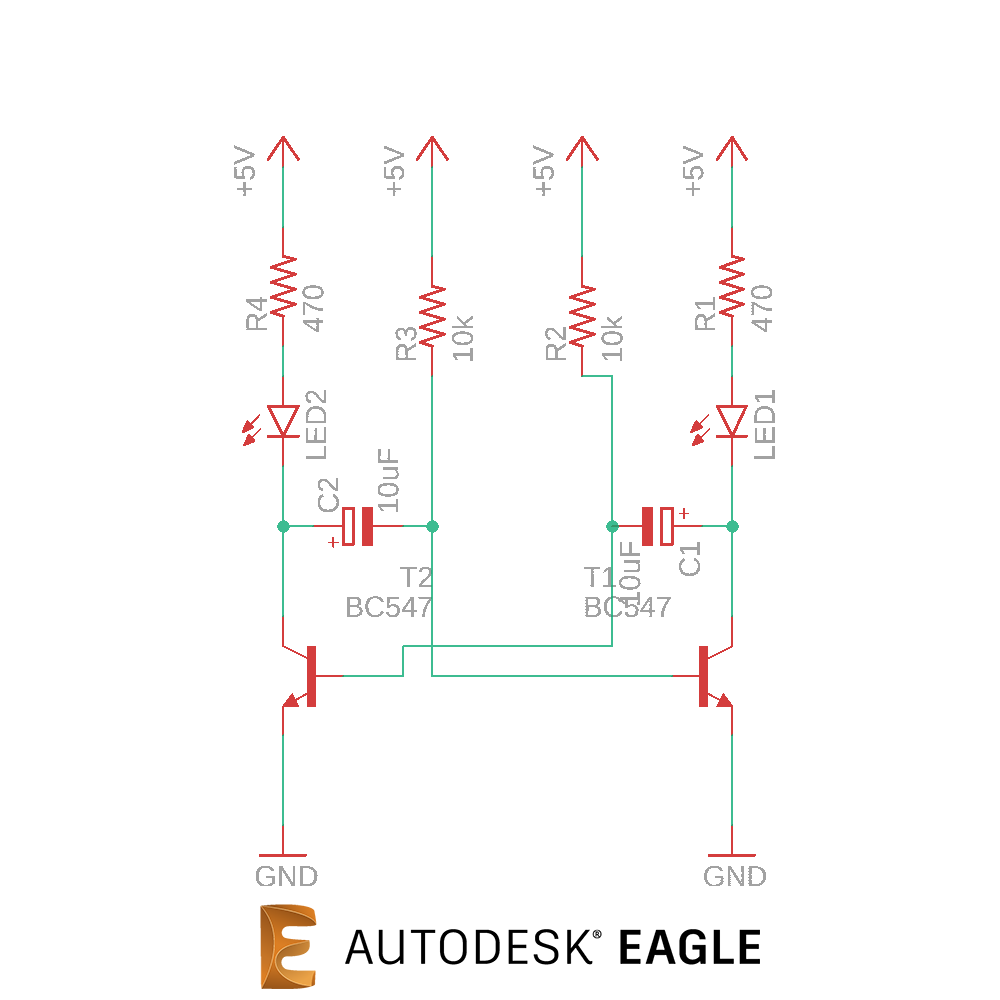 +5V
+5V
+5V
+5V
R4
470
R3
10k
R2
10k
R1
470
LED2
LED1
C2
10uF
10uF
C1
T2
BC547
T1
BC547
+
+
GND
GND
AUTODESK® EAGLE